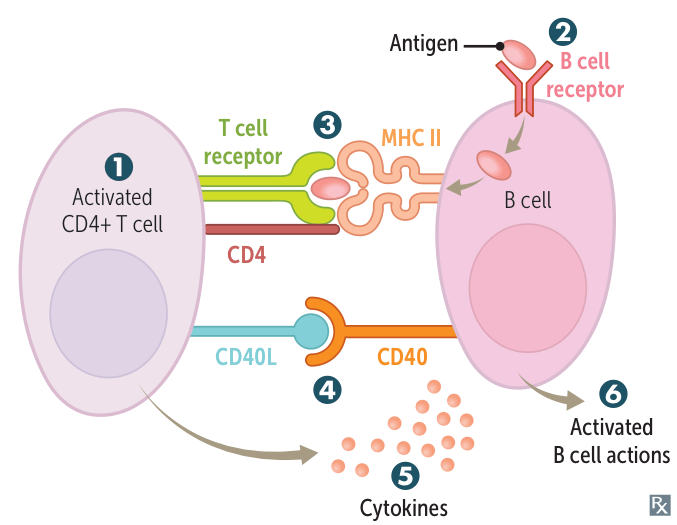 Antigen
2
B cell
receptor
3
T cell
receptor
MHC II
1
Activated
CD4+ T cell
B cell
CD4
CD40L
CD40
4
6
Activated
B cell actions
5
Cytokines
Rx